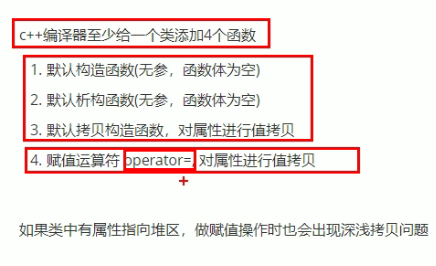 c++编译器至少给一个类添加4个函数
1. 默认构造函数(无参，函数体为空)
2. 默认析构函数(无参，函数体为空)
3. 默认拷贝构造函数，对属性进行值拷贝
4. 赋值运算符 operator=, 对属性进行值拷贝
如果类中有属性指向堆区，做赋值操作时也会出现深浅拷贝问题